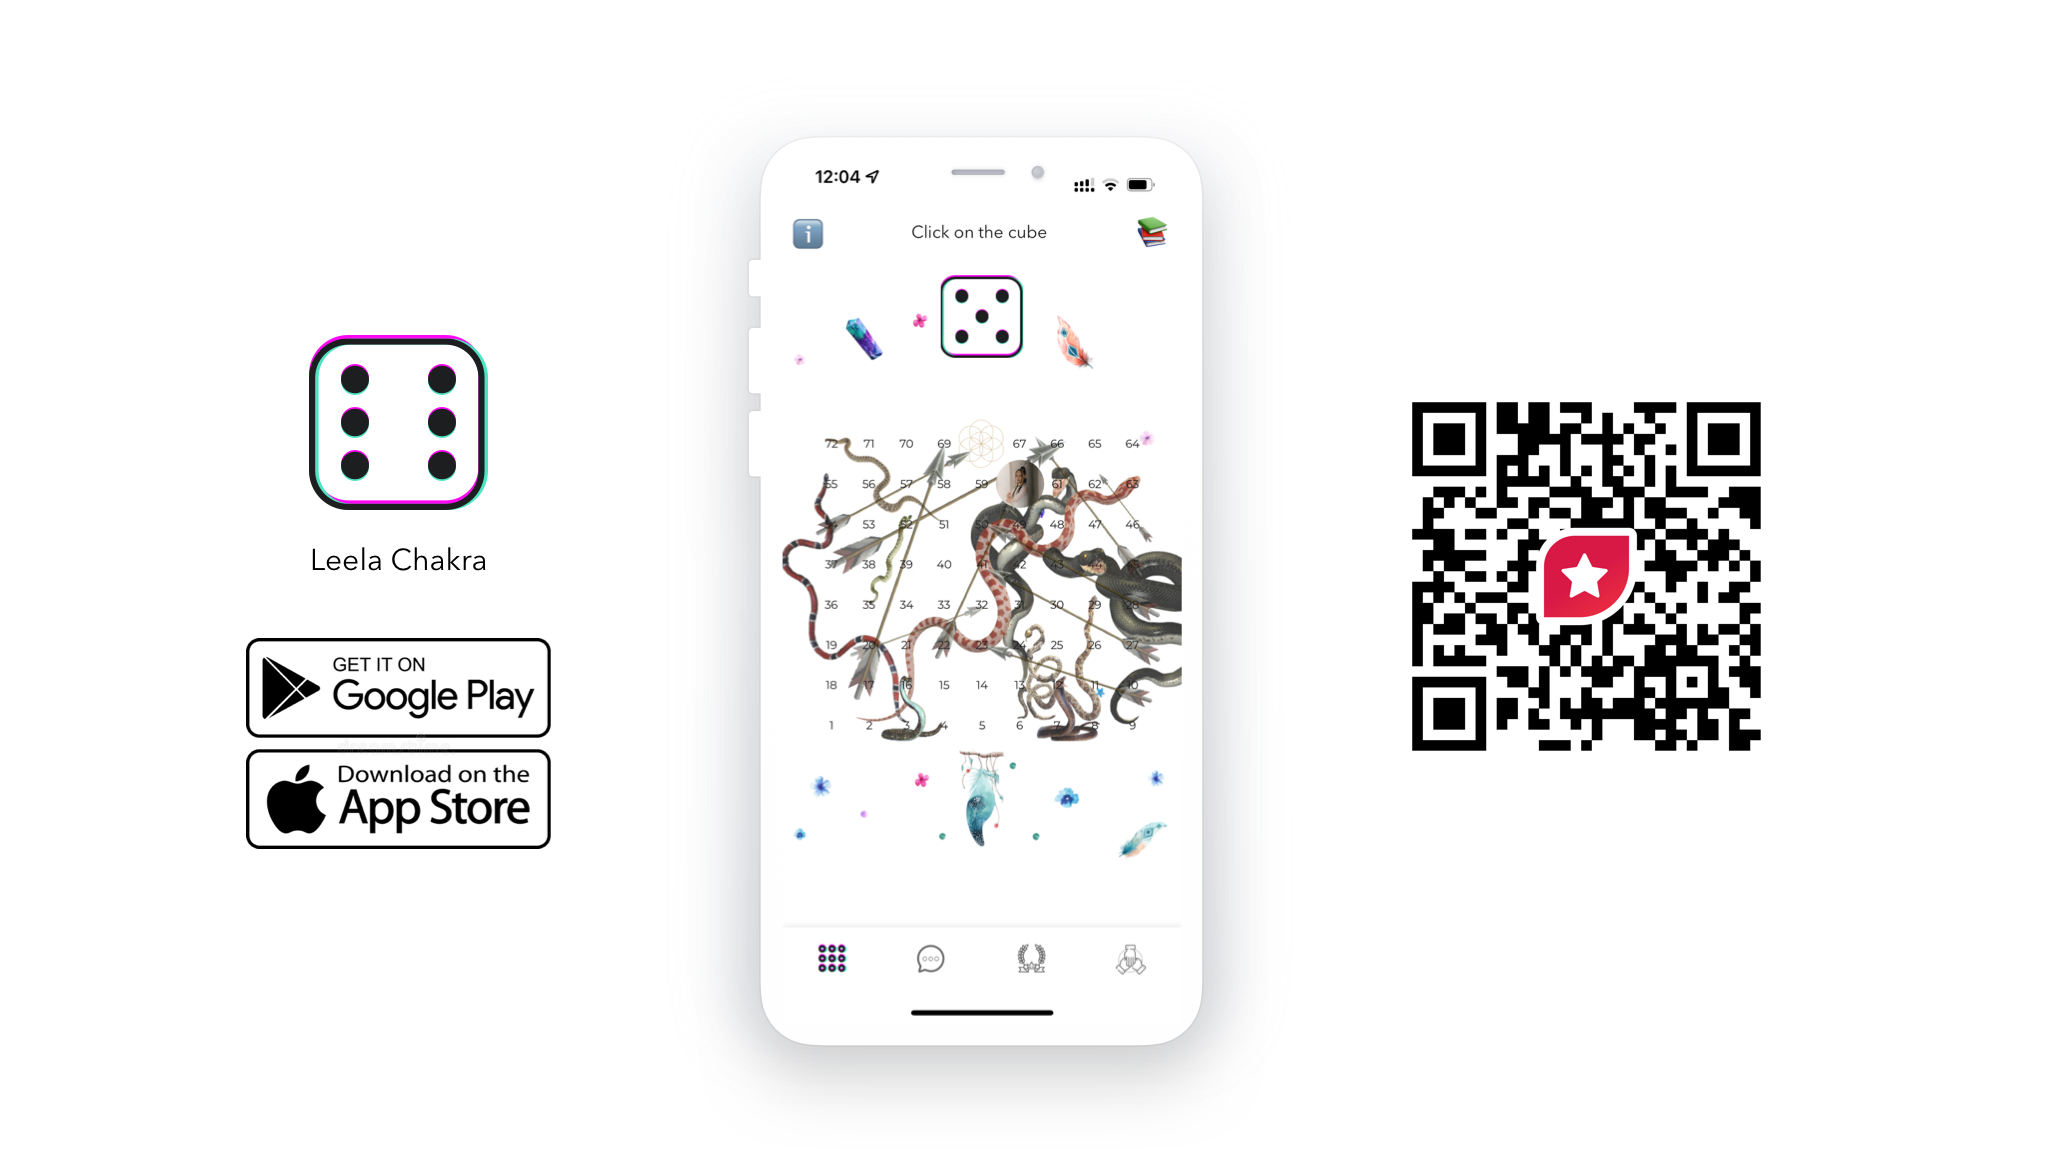 12:04
Click on the cube
72 71 70 69 67 66 65 64
55 56 57 58 59 61 62 63
54 53 52 51 50 49 48 47 46
37 38 39 40 41 42 43 44 45
36 35 34 33 32 31 30 29 28
19 20 21 22 23 24 25 26 27
18 17 16 15 14 13 12 11 10
1 2 3 4 5 6 7 8 9
Leela Chakra
GET IT ON
Google Play
Download on the
App Store